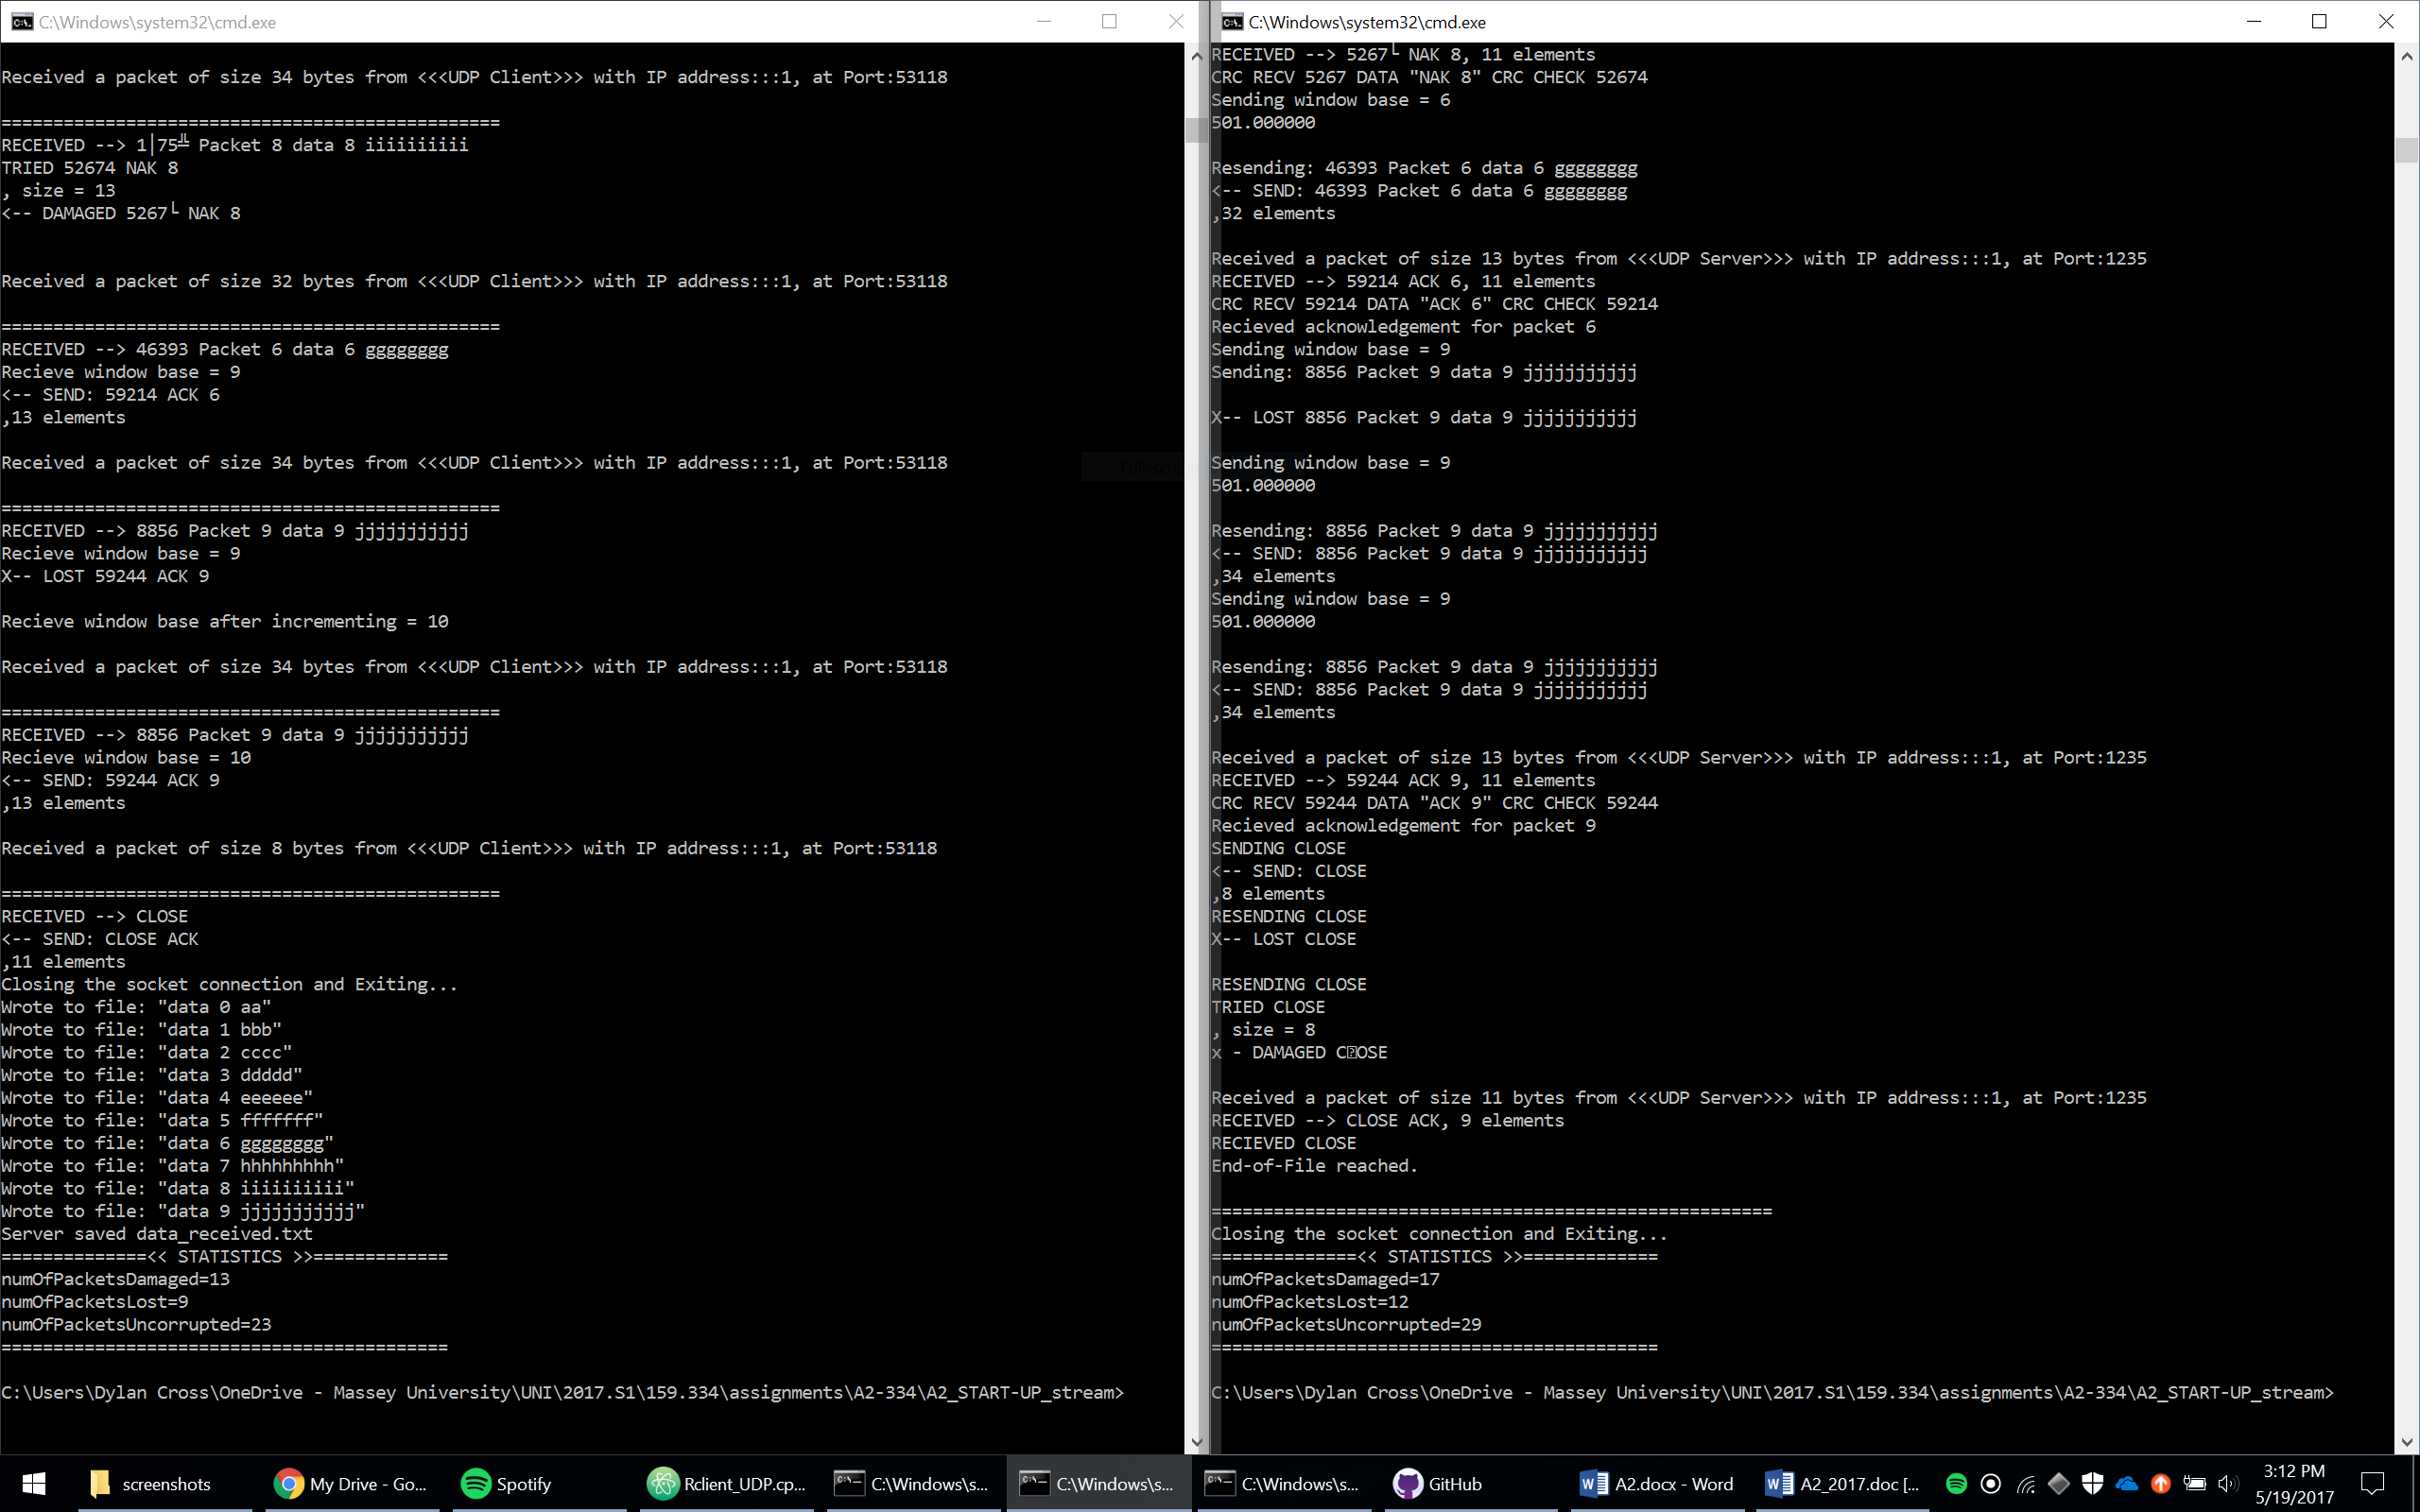 C:\Windows\system32\cmd.exe
Received a packet of size 34 bytes from <<<UDP Client>>> with IP address:::1, at Port:53118
================================================
RECEIVED --> 1|75╩ Packet 8 data 8 iiiiiiiiii
TRIED 52674 NAK 8
, size = 13
<-- DAMAGED 5267└ NAK 8
Received a packet of size 32 bytes from <<<UDP Client>>> with IP address:::1, at Port:53118
================================================
RECEIVED --> 46393 Packet 6 data 6 gggggggg
Recieve window base = 9
<-- SEND: 59214 ACK 6
,13 elements
Received a packet of size 34 bytes from <<<UDP Client>>> with IP address:::1, at Port:53118
================================================
RECEIVED --> 8856 Packet 9 data 9 jjjjjjjjjjj
Recieve window base = 9
X-- LOST 59244 ACK 9
Recieve window base after incrementing = 10
Received a packet of size 34 bytes from <<<UDP Client>>> with IP address:::1, at Port:53118
================================================
RECEIVED --> 8856 Packet 9 data 9 jjjjjjjjjjj
Recieve window base = 10
<-- SEND: 59244 ACK 9
,13 elements
Received a packet of size 8 bytes from <<<UDP Client>>> with IP address:::1, at Port:53118
================================================
RECEIVED --> CLOSE
<-- SEND: CLOSE ACK
,11 elements
Closing the socket connection and Exiting...
Wrote to file: "data 0 aa"
Wrote to file: "data 1 bbb"
Wrote to file: "data 2 cccc"
Wrote to file: "data 3 ddddd"
Wrote to file: "data 4 eeeeee"
Wrote to file: "data 5 fffffff"
Wrote to file: "data 6 gggggggg"
Wrote to file: "data 7 hhhhhhhhh"
Wrote to file: "data 8 iiiiiiiiii"
Wrote to file: "data 9 jjjjjjjjjjj"
Server saved data_received.txt
==============<< STATISTICS >>=============
numOfPacketsDamaged=13
numOfPacketsLost=9
numOfPacketsUncorrupted=23
===========================================
C:\Users\Dylan Cross\OneDrive - Massey University\UNI\2017.S1\159.334\assignments\A2-334\A2_START-UP_stream>
C:\Windows\system32\cmd.exe
RECEIVED --> 5267└ NAK 8, 11 elements
CRC RECV 5267 DATA "NAK 8" CRC CHECK 52674
Sending window base = 6
501.000000
Resending: 46393 Packet 6 data 6 gggggggg
<-- SEND: 46393 Packet 6 data 6 gggggggg
,32 elements
Received a packet of size 13 bytes from <<<UDP Server>>> with IP address:::1, at Port:1235
RECEIVED --> 59214 ACK 6, 11 elements
CRC RECV 59214 DATA "ACK 6" CRC CHECK 59214
Recieved acknowledgement for packet 6
Sending window base = 9
Sending: 8856 Packet 9 data 9 jjjjjjjjjjj
X-- LOST 8856 Packet 9 data 9 jjjjjjjjjjj
Sending window base = 9
501.000000
Resending: 8856 Packet 9 data 9 jjjjjjjjjjj
<-- SEND: 8856 Packet 9 data 9 jjjjjjjjjjj
,34 elements
Sending window base = 9
501.000000
Resending: 8856 Packet 9 data 9 jjjjjjjjjjj
<-- SEND: 8856 Packet 9 data 9 jjjjjjjjjjj
,34 elements
Received a packet of size 13 bytes from <<<UDP Server>>> with IP address:::1, at Port:1235
RECEIVED --> 59244 ACK 9, 11 elements
CRC RECV 59244 DATA "ACK 9" CRC CHECK 59244
Recieved acknowledgement for packet 9
SENDING CLOSE
<-- SEND: CLOSE
,8 elements
RESENDING CLOSE
X-- LOST CLOSE
RESENDING CLOSE
TRIED CLOSE
, size = 8
x - DAMAGED C�OSE
Received a packet of size 11 bytes from <<<UDP Server>>> with IP address:::1, at Port:1235
RECEIVED --> CLOSE ACK, 9 elements
RECIEVED CLOSE
End-of-File reached.
======================================================
Closing the socket connection and Exiting...
==============<< STATISTICS >>=============
numOfPacketsDamaged=17
numOfPacketsLost=12
numOfPacketsUncorrupted=29
===========================================
C:\Users\Dylan Cross\OneDrive - Massey University\UNI\2017.S1\159.334\assignments\A2-334\A2_START-UP_stream>
screenshots
My Drive - Go...
Spotify
Rclient_UDP.cp...
C:\Windows\s...
C:\Windows\s...
C:\Windows\s...
GitHub
A2.docx - Word
A2_2017.doc [...
3:12 PM
5/19/2017